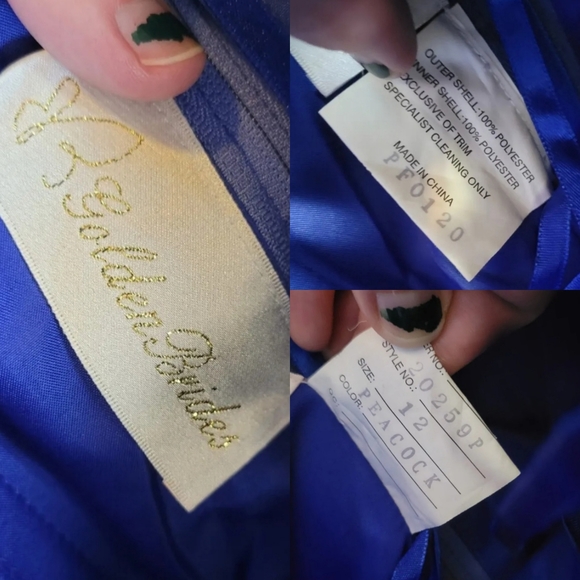 Golden Brides
OUTER SHELL:100% POLYESTER
INNER SHELL:100% POLYESTER
EXCLUSIVE OF TRIM
SPECIALIST CLEANING ONLY
MADE IN CHINA
PF0120
STYLE NO.: 20259P
SIZE: 12
COLOR: PEACOCK